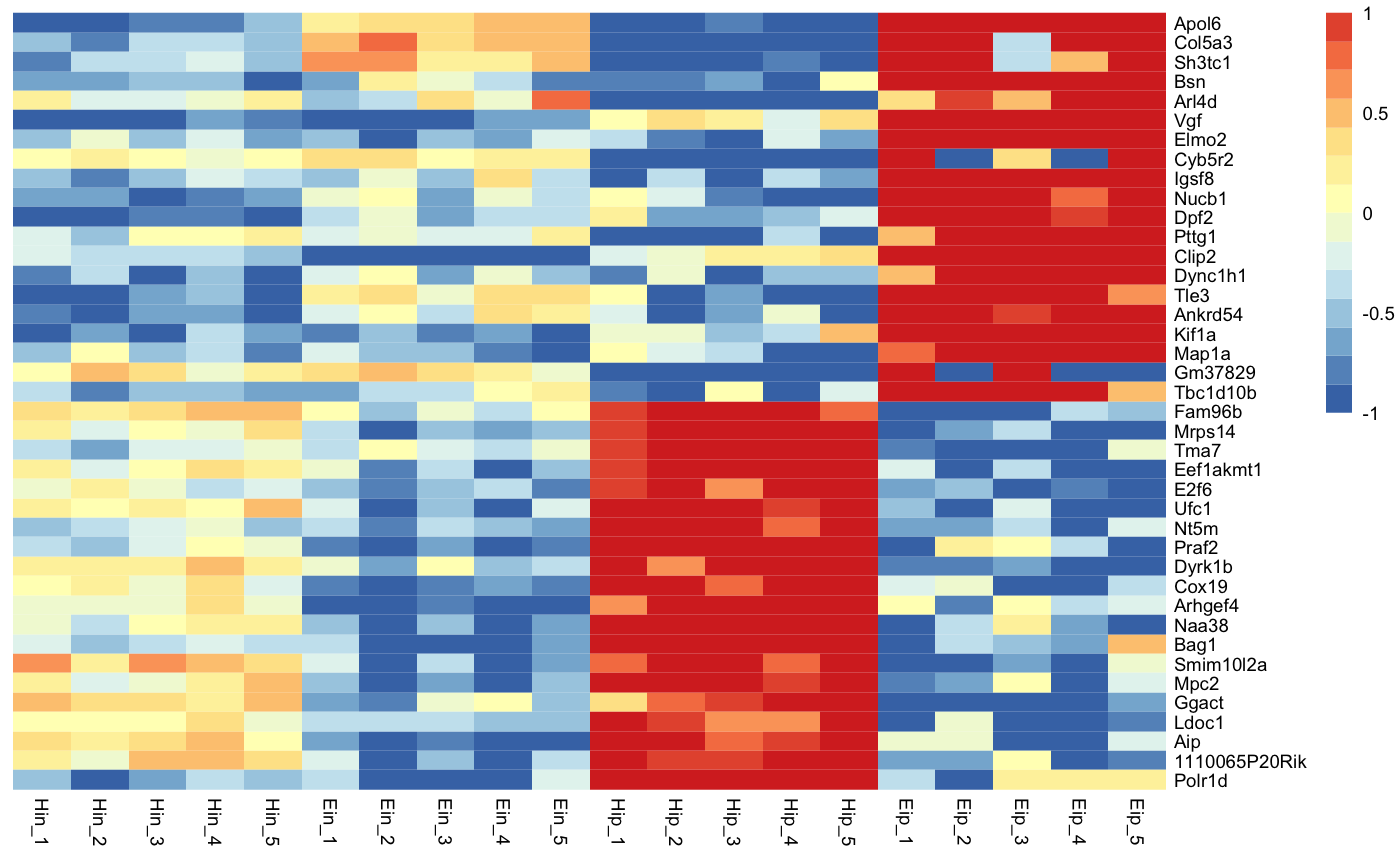 Apol6
Col5a3
Sh3tc1
Bsn
Arl4d
Vgf
Elmo2
Cyb5r2
Igsf8
Nucb1
Dpf2
Pttg1
Clip2
Dync1h1
Tle3
Ankrd54
Kif1a
Map1a
Gm37829
Tbc1d10b
Fam96b
Mrps14
Tma7
Eef1akmt1
E2f6
Ufc1
Nt5m
Praf2
Dyrk1b
Cox19
Arhgef4
Naa38
Bag1
Smim10l2a
Mpc2
Ggact
Ldoc1
Aip
1110065P20Rik
Polr1d
Hin_1
Hin_2
Hin_3
Hin_4
Hin_5
Ein_1
Ein_2
Ein_3
Ein_4
Ein_5
Hip_1
Hip_2
Hip_3
Hip_4
Hip_5
Eip_1
Eip_2
Eip_3
Eip_4
Eip_5
1
0.5
0
-0.5
-1